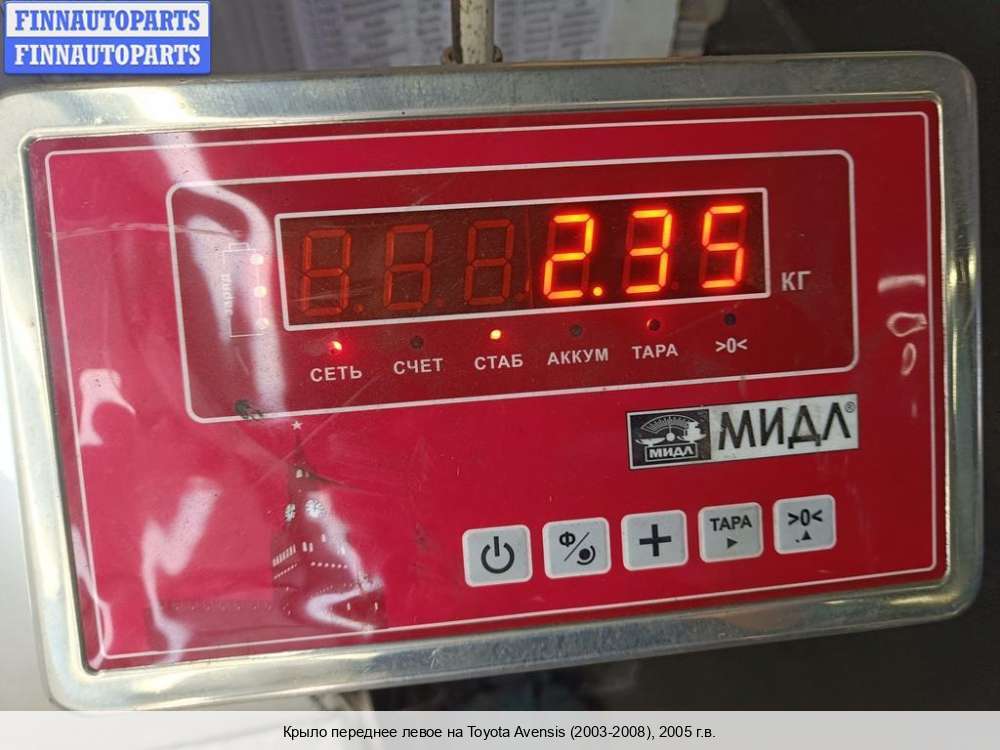 FINNAUTOPARTS
FINNAUTOPARTS
2.35
КГ
СЕТЬ СЧЕТ СТАБ АККУМ ТАРА >0<
МИДЛ
МИДЛ®
Ф ТАРА >0<
Крыло переднее левое на Toyota Avensis (2003-2008), 2005 г.в.